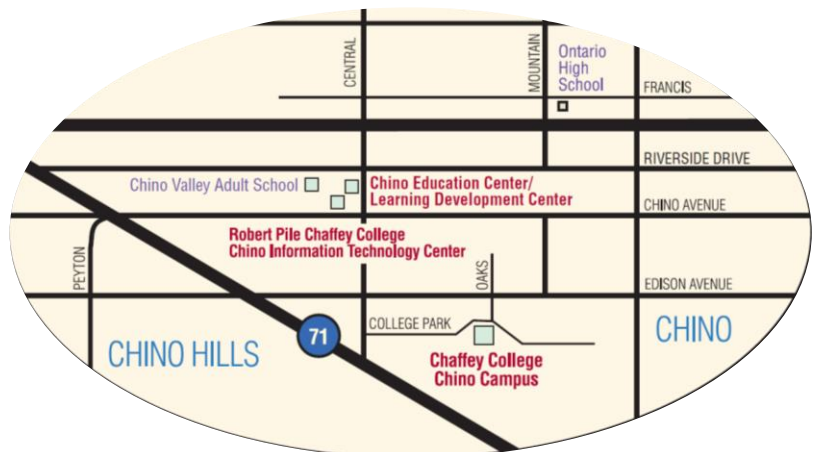 CENTRAL
MOUNTAIN
Ontario
High
School
FRANCIS
RIVERSIDE DRIVE
Chino Valley Adult School
Chino Education Center/
Learning Development Center
CHINO AVENUE
Robert Pile Chaffey College
Chino Information Technology Center
PEYTON
OAKS
EDISON AVENUE
COLLEGE PARK
71
CHINO
CHINO HILLS
Chaffey College
Chino Campus